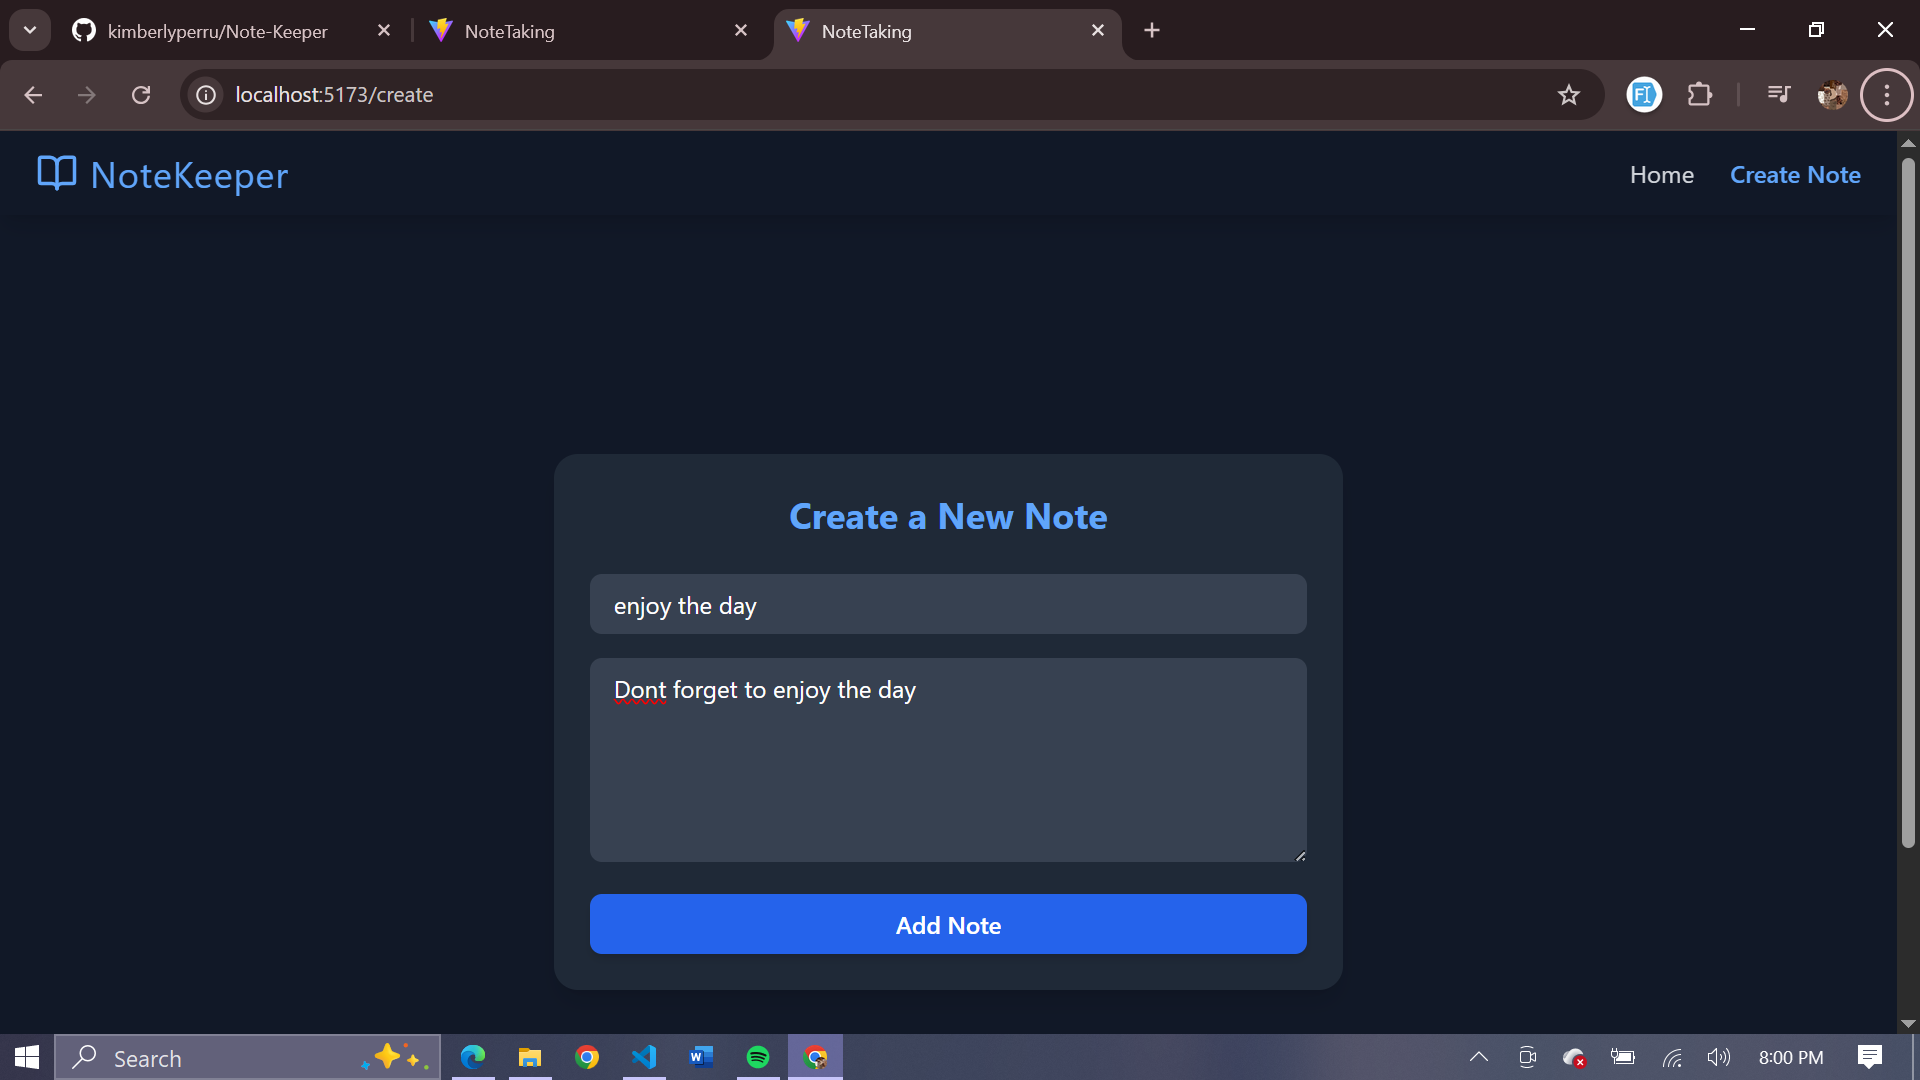 kimberlyperru/Note-Keeper
NoteTaking
NoteTaking
localhost:5173/create
NoteKeeper
Home
Create Note
Create a New Note
enjoy the day
Dont forget to enjoy the day
Add Note
Search
8:00 PM